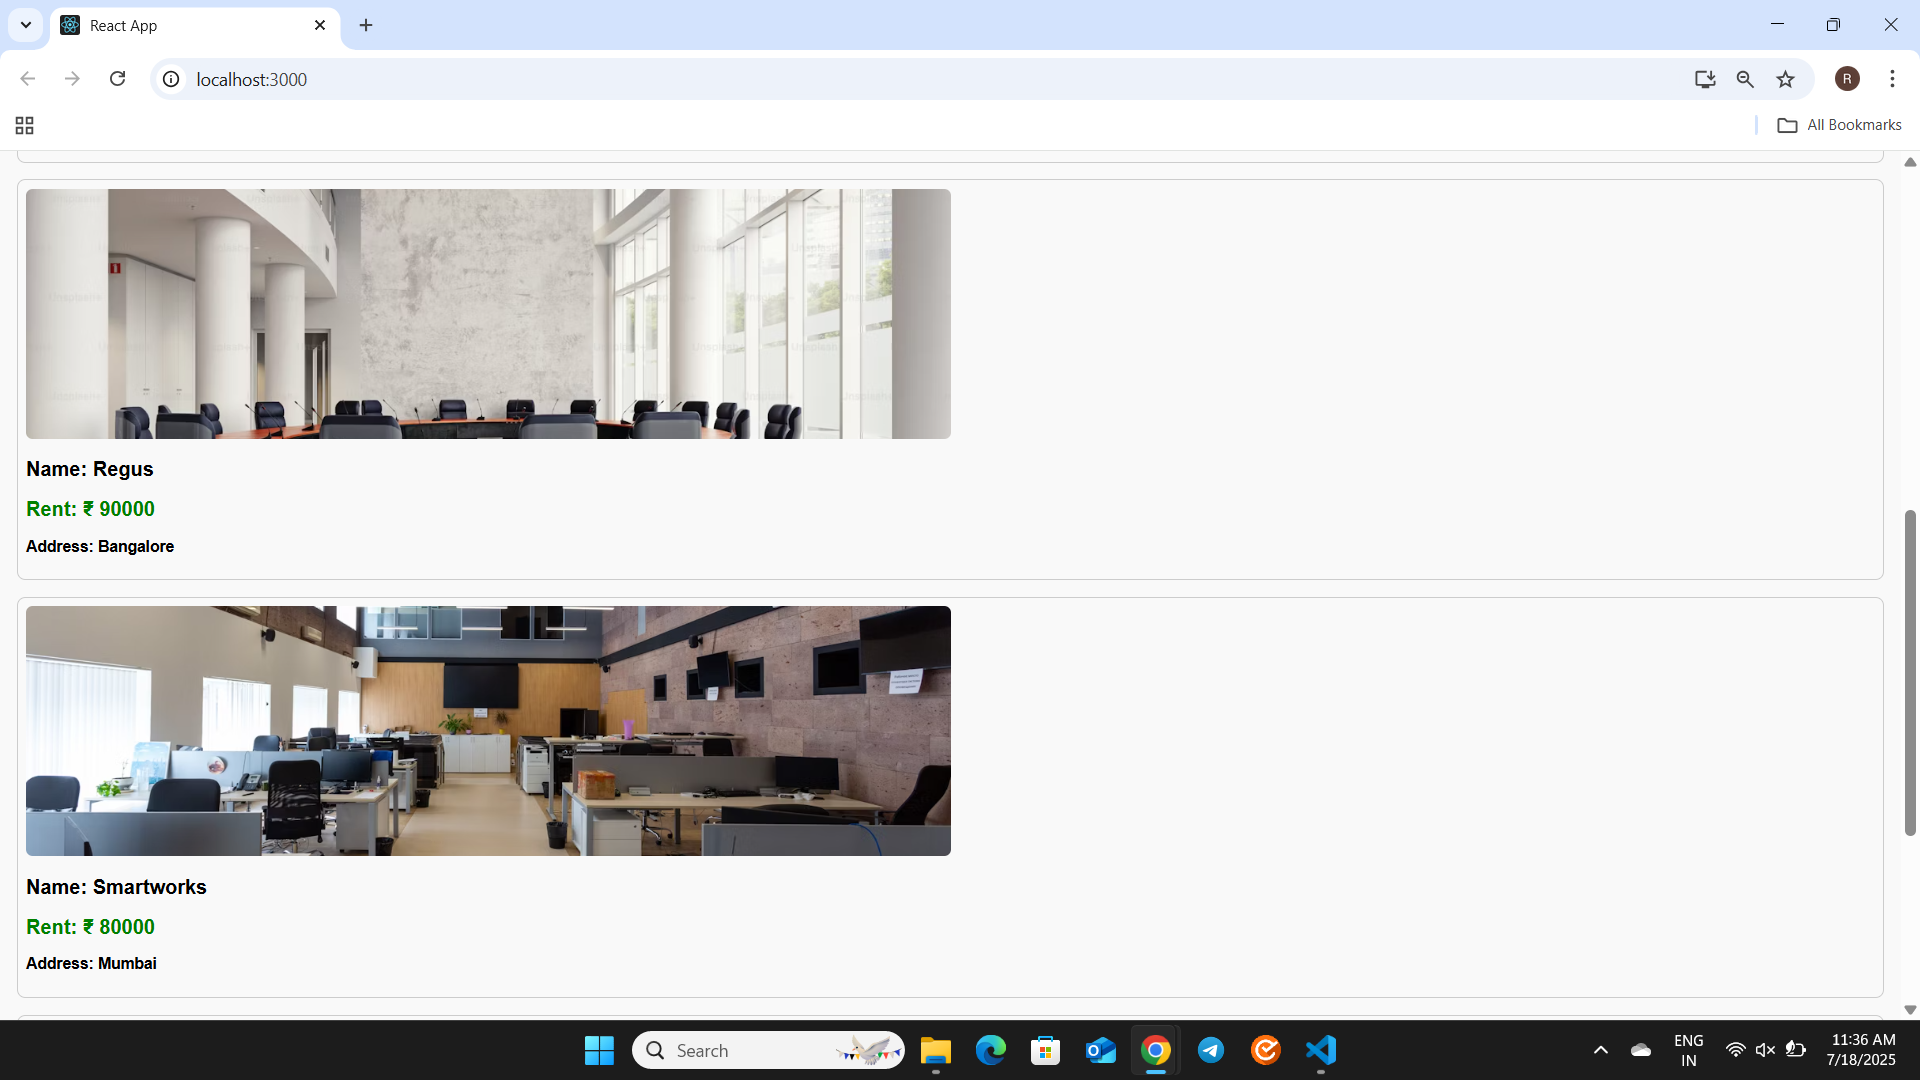 React App
localhost:3000
R
All Bookmarks
Name: Regus
Rent: ₹ 90000
Address: Bangalore
Name: Smartworks
Rent: ₹ 80000
Address: Mumbai
Search
ENG
IN
11:36 AM
7/18/2025